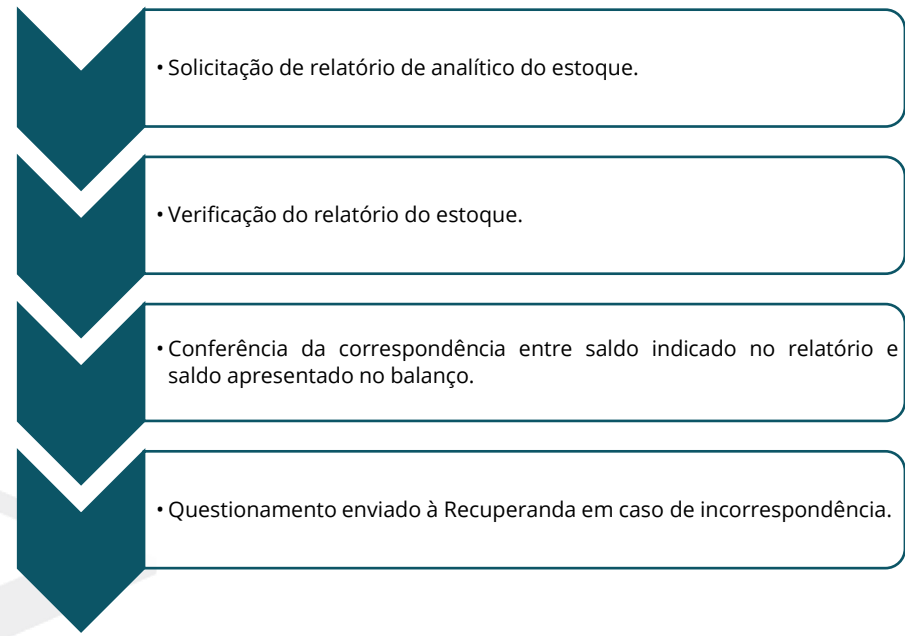 • Solicitação de relatório de analítico do estoque.
• Verificação do relatório do estoque.
• Conferência da correspondência entre saldo indicado no relatório e
saldo apresentado no balanço.
• Questionamento enviado à Recuperanda em caso de incorrespondência.